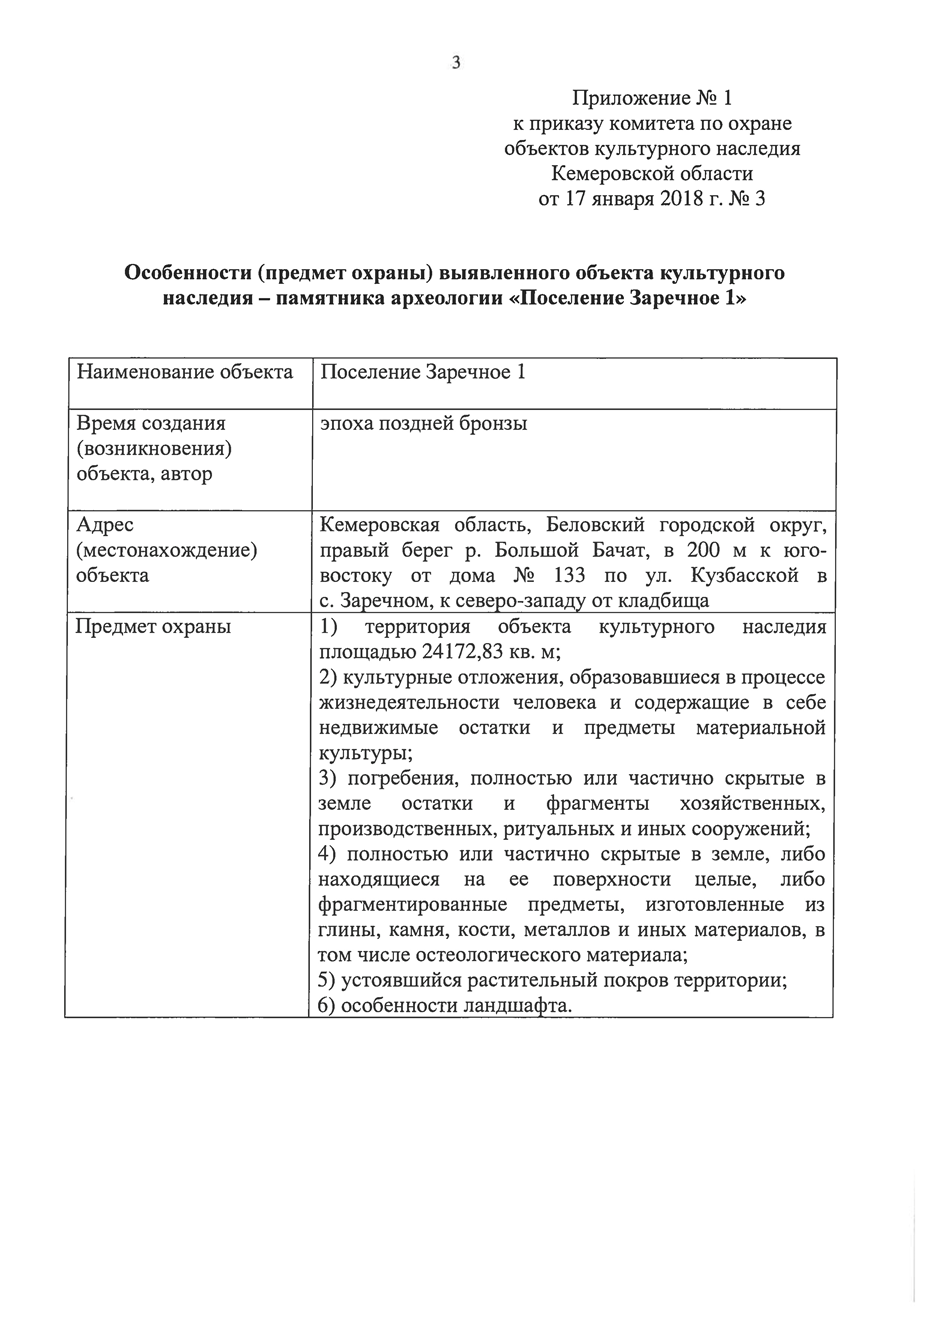 3
Приложение № 1
к приказу комитета по охране
объектов культурного наследия
Кемеровской области
от 17 января 2018 г. № 3
Особенности (предмет охраны) выявленного объекта культурного
наследия – памятника археологии «Поселение Заречное 1»
Наименование объекта
Поселение Заречное 1
Время создания
(возникновения)
объекта, автор
эпоха поздней бронзы
Адрес
(местонахождение)
объекта
Кемеровская область, Беловский городской округ,
правый берег р. Большой Бачат, в 200 м к юго-
востоку от дома № 133 по ул. Кузбасской в
с. Заречном, к северо-западу от кладбища
Предмет охраны
1) территория объекта культурного наследия
площадью 24172,83 кв. м;
2) культурные отложения, образовавшиеся в процессе
жизнедеятельности человека и содержащие в себе
недвижимые остатки и предметы материальной
культуры;
3) погребения, полностью или частично скрытые в
земле остатки и фрагменты хозяйственных,
производственных, ритуальных и иных сооружений;
4) полностью или частично скрытые в земле, либо
находящиеся на ее поверхности целые, либо
фрагментированные предметы, изготовленные из
глины, камня, кости, металлов и иных материалов, в
том числе остеологического материала;
5) устоявшийся растительный покров территории;
6) особенности ландшафта.